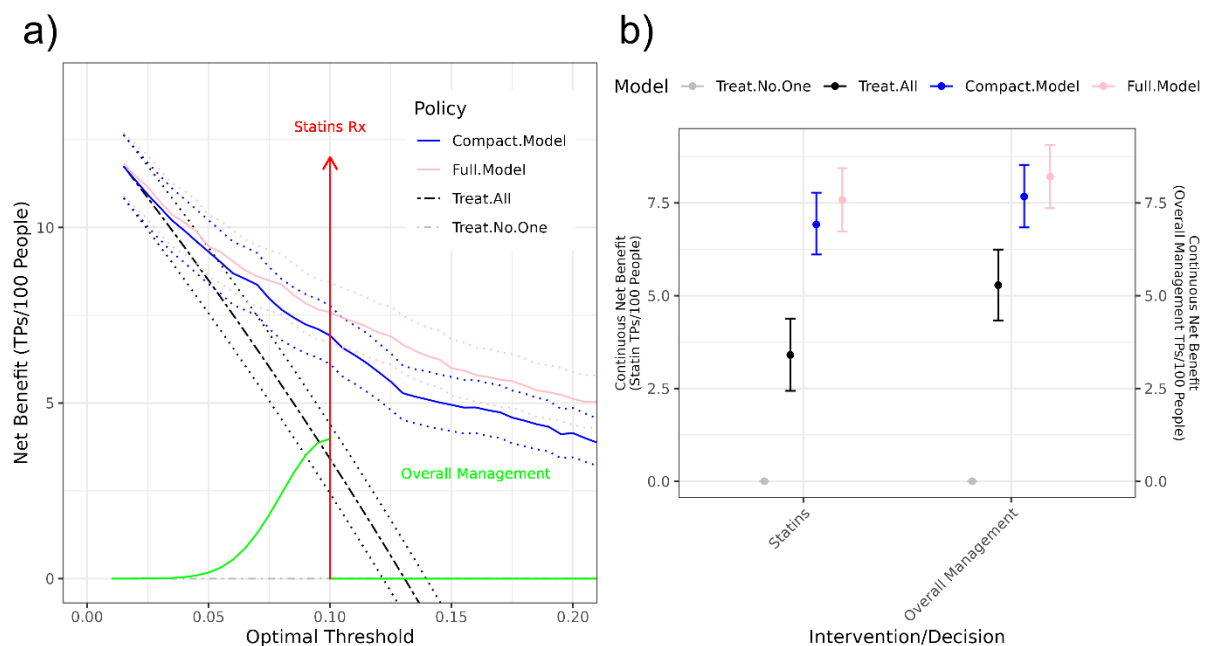 a)
Net Benefit (TPs/100 People)
10
5
0
Statins Rx
Policy
Compact.Model
Full.Model
Treat.All
Treat.No.One
Overall Management
0.00
0.05
0.10
0.15
0.20
Optimal Threshold
b)
Model
Treat.No.One
Treat.All
Compact.Model
Full.Model
Continuous Net Benefit
(Statin TPs/100 People)
7.5
5.0
2.5
0.0
7.5
5.0
2.5
0.0
Continuous Net Benefit
(Overall Management TPs/100 People)
Statins
Overall Management
Intervention/Decision